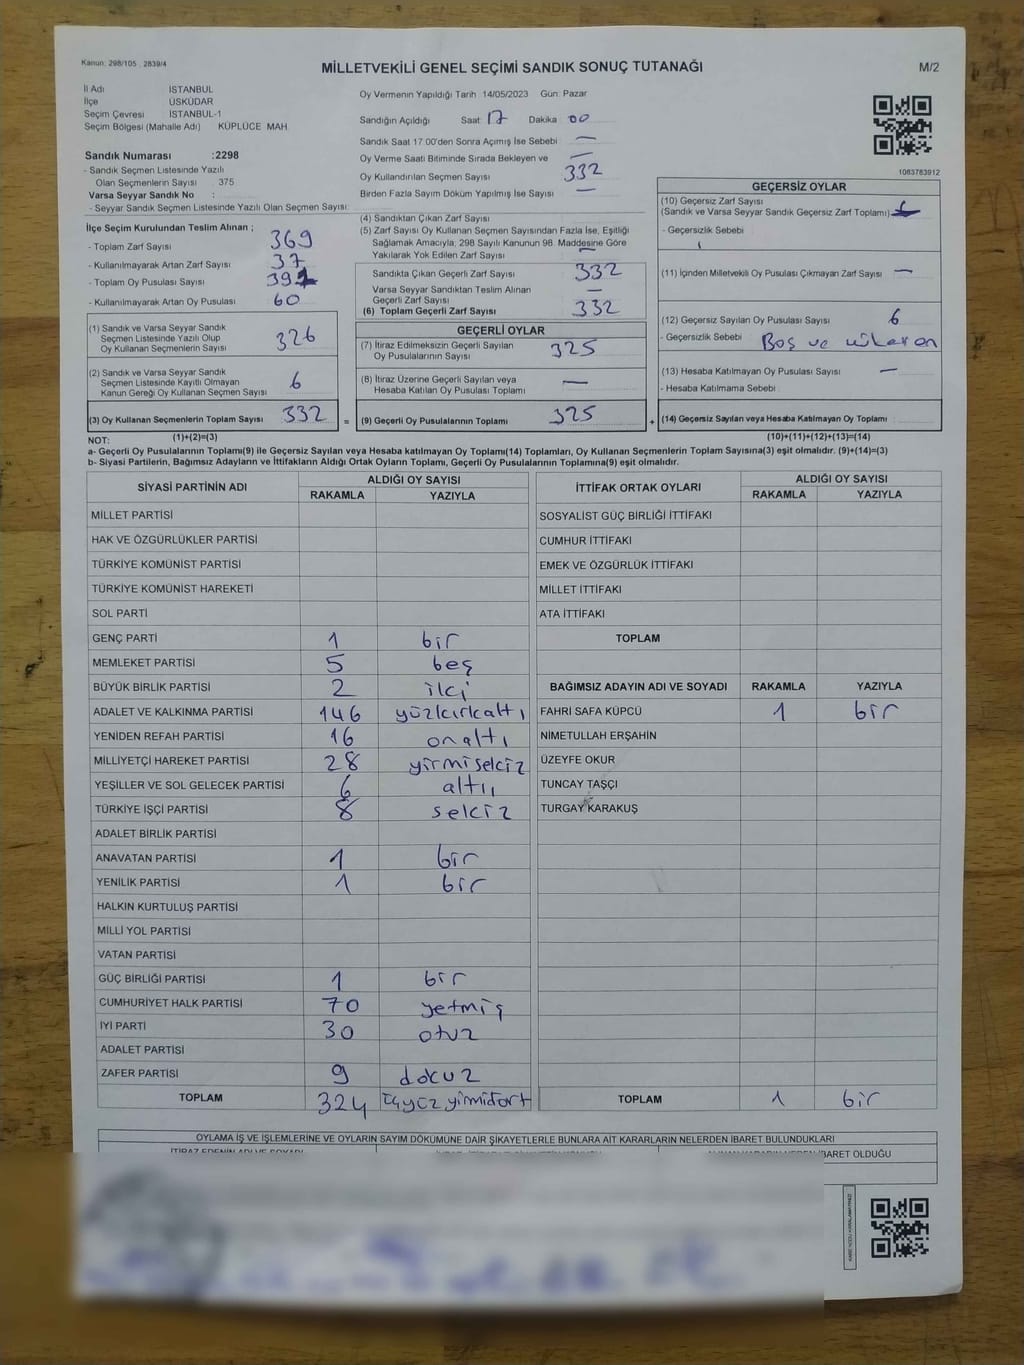 Kanun: 298/105 , 2839/4
MİLLETVEKİLİ GENEL SEÇİMİ SANDIK SONUÇ TUTANAĞI
M/2
İl Adı İSTANBUL
İlçe ÜSKÜDAR
Seçim Çevresi İSTANBUL-1
Seçim Bölgesi (Mahalle Adı) KÜPLÜCE MAH.
Sandık Numarası :2298
- Sandık Seçmen Listesinde Yazılı
Olan Seçmenlerin Sayısı : 375
Varsa Seyyar Sandık No :
- Seyyar Sandık Seçmen Listesinde Yazılı Olan Seçmen Sayısı:
İlçe Seçim Kurulundan Teslim Alınan ;
- Toplam Zarf Sayısı 369
- Kullanılmayarak Artan Zarf Sayısı 37
- Toplam Oy Pusulası Sayısı
- Kullanılmayarak Artan Oy Pusulası 60
(1) Sandık ve Varsa Seyyar Sandık
Seçmen Listesinde Yazılı Olup
Oy Kullanan Seçmenlerin Sayısı 326
(2) Sandık ve Varsa Seyyar Sandık
Seçmen Listesinde Kayıtlı Olmayan
Kanun Gereği Oy Kullanan Seçmen Sayısı 6
(3) Oy Kullanan Seçmenlerin Toplam Sayısı 332 =
(1)+(2)=(3)
Oy Vermenin Yapıldığı Tarih :14/05/2023 Gün: Pazar
Sandığın Açıldığı Saat 17 Dakika 00
Sandık Saat 17:00'den Sonra Açılmış İse Sebebi —
Oy Verme Saati Bitiminde Sırada Bekleyen ve —
Oy Kullandırılan Seçmen Sayısı 332
Birden Fazla Sayım Döküm Yapılmış İse Sayısı —
(4) Sandıktan Çıkan Zarf Sayısı
(5) Zarf Sayısı Oy Kullanan Seçmen Sayısından Fazla İse, Eşitliği
Sağlamak Amacıyla, 298 Sayılı Kanunun 98. Maddesine Göre
Yakılarak Yok Edilen Zarf Sayısı —
Sandıkta Çıkan Geçerli Zarf Sayısı 332
Varsa Seyyar Sandıktan Teslim Alınan
Geçerli Zarf Sayısı —
(6) Toplam Geçerli Zarf Sayısı 332
GEÇERLİ OYLAR
(7) İtiraz Edilmeksizin Geçerli Sayılan
Oy Pusulalarının Sayısı 325
(8) İtiraz Üzerine Geçerli Sayılan veya
Hesaba Katılan Oy Pusulası Toplamı —
(9) Geçerli Oy Pusulalarının Toplamı 325 +
1083783912
GEÇERSİZ OYLAR
(10) Geçersiz Zarf Sayısı
(Sandık ve Varsa Seyyar Sandık Geçersiz Zarf Toplamı)
- Geçersizlik Sebebi
(11) İçinden Milletvekili Oy Pusulası Çıkmayan Zarf Sayısı —
(12) Geçersiz Sayılan Oy Pusulası Sayısı 6
- Geçersizlik Sebebi Boş ve
(13) Hesaba Katılmayan Oy Pusulası Sayısı —
- Hesaba Katılmama Sebebi
(14) Geçersiz Sayılan veya Hesaba Katılmayan Oy Toplamı
(10)+(11)+(12)+(13)=(14)
NOT:
a- Geçerli Oy Pusulaları Toplamı(9) ile Geçersiz Sayılan veya Hesaba katılmayan Oy Toplamı(14) Toplamları, Oy Kullanan Seçmenlerin Toplam Sayısına(3) eşit olmalıdır. (9)+(14)=(3)
b- Siyasi Partilerin, Bağımsız Adayların ve İttifakların Aldığı Ortak Oyların Toplamı, Geçerli Oy Pusulalarının Toplamına(9) eşit olmalıdır.
SİYASİ PARTİNİN ADI ALDIĞI OY SAYISI
RAKAMLA YAZIYLA
MİLLET PARTİSİ
HAK VE ÖZGÜRLÜKLER PARTİSİ
TÜRKİYE KOMÜNİST PARTİSİ
TÜRKİYE KOMÜNİST HAREKETİ
SOL PARTİ
GENÇ PARTİ 1 bir
MEMLEKET PARTİSİ 5 beş
BÜYÜK BİRLİK PARTİSİ 2 iki
ADALET VE KALKINMA PARTİSİ 146 yüzkırkaltı
YENİDEN REFAH PARTİSİ 16 onaltı
MİLLİYETÇİ HAREKET PARTİSİ 28 yirmisekiz
YEŞİLLER VE SOL GELECEK PARTİSİ 6 altı
TÜRKİYE İŞÇİ PARTİSİ 8 sekiz
ADALET BİRLİK PARTİSİ
ANAVATAN PARTİSİ 1 bir
YENİLİK PARTİSİ 1 bir
HALKIN KURTULUŞ PARTİSİ
MİLLİ YOL PARTİSİ
VATAN PARTİSİ
GÜÇ BİRLİĞİ PARTİSİ 1 bir
CUMHURİYET HALK PARTİSİ 70 yetmiş
İYİ PARTİ 30 otuz
ADALET PARTİSİ
ZAFER PARTİSİ 9 dokuz
TOPLAM 324 üçyüzyirmidört
İTTİFAK ORTAK OYLARI ALDIĞI OY SAYISI
RAKAMLA YAZIYLA
SOSYALİST GÜÇ BİRLİĞİ İTTİFAKI
CUMHUR İTTİFAKI
EMEK VE ÖZGÜRLÜK İTTİFAKI
MİLLET İTTİFAKI
ATA İTTİFAKI
TOPLAM
BAĞIMSIZ ADAYIN ADI VE SOYADI RAKAMLA YAZIYLA
FAHRİ SAFA KÜPCÜ 1 bir
NİMETULLAH ERŞAHİN
ÜZEYFE OKUR
TUNCAY TAŞÇI
TURGAY KARAKUŞ
TOPLAM 1 bir
OYLAMA İŞ VE İŞLEMLERİNE VE OYLARIN SAYIM DÖKÜMÜNE DAİR ŞİKAYETLERLE BUNLARA AİT KARARLARIN NELERDEN İBARET BULUNDUKLARI
İBARET OLDUĞU